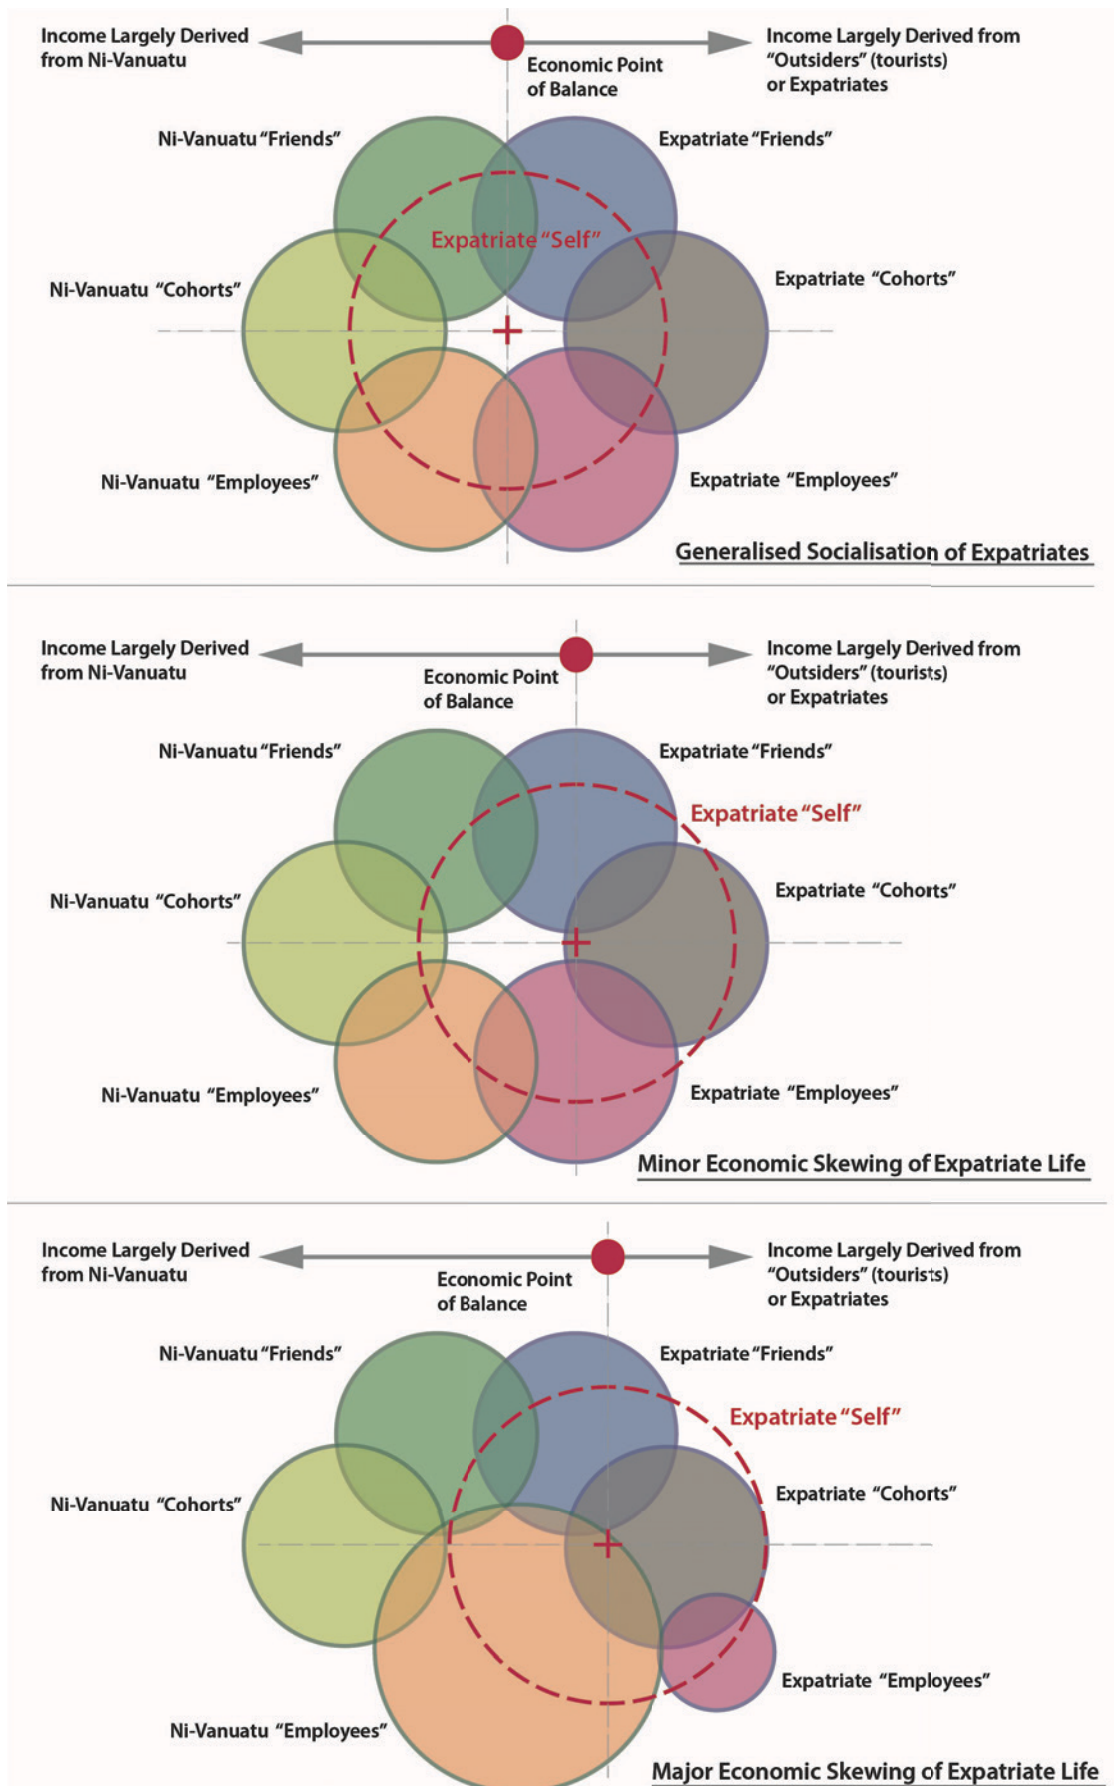 Income Largely Derived
from Ni-Vanuatu
Economic Point
of Balance
Income Largely Derived from
“Outsiders” (tourists)
or Expatriates
Ni-Vanuatu “Friends”
Expatriate “Friends”
Expatriate “Self”
Ni-Vanuatu “Cohorts”
Expatriate “Cohorts”
Ni-Vanuatu “Employees”
Expatriate “Employees”
Generalised Socialisation of Expatriates
Income Largely Derived
from Ni-Vanuatu
Economic Point
of Balance
Income Largely Derived from
“Outsiders” (tourists)
or Expatriates
Ni-Vanuatu “Friends”
Expatriate “Friends”
Expatriate “Self”
Ni-Vanuatu “Cohorts”
Expatriate “Cohorts”
Ni-Vanuatu “Employees”
Expatriate “Employees”
Minor Economic Skewing of Expatriate Life
Income Largely Derived
from Ni-Vanuatu
Economic Point
of Balance
Income Largely Derived from
“Outsiders” (tourists)
or Expatriates
Ni-Vanuatu “Friends”
Expatriate “Friends”
Expatriate “Self”
Ni-Vanuatu “Cohorts”
Expatriate “Cohorts”
Expatriate “Employees”
Ni-Vanuatu “Employees”
Major Economic Skewing of Expatriate Life